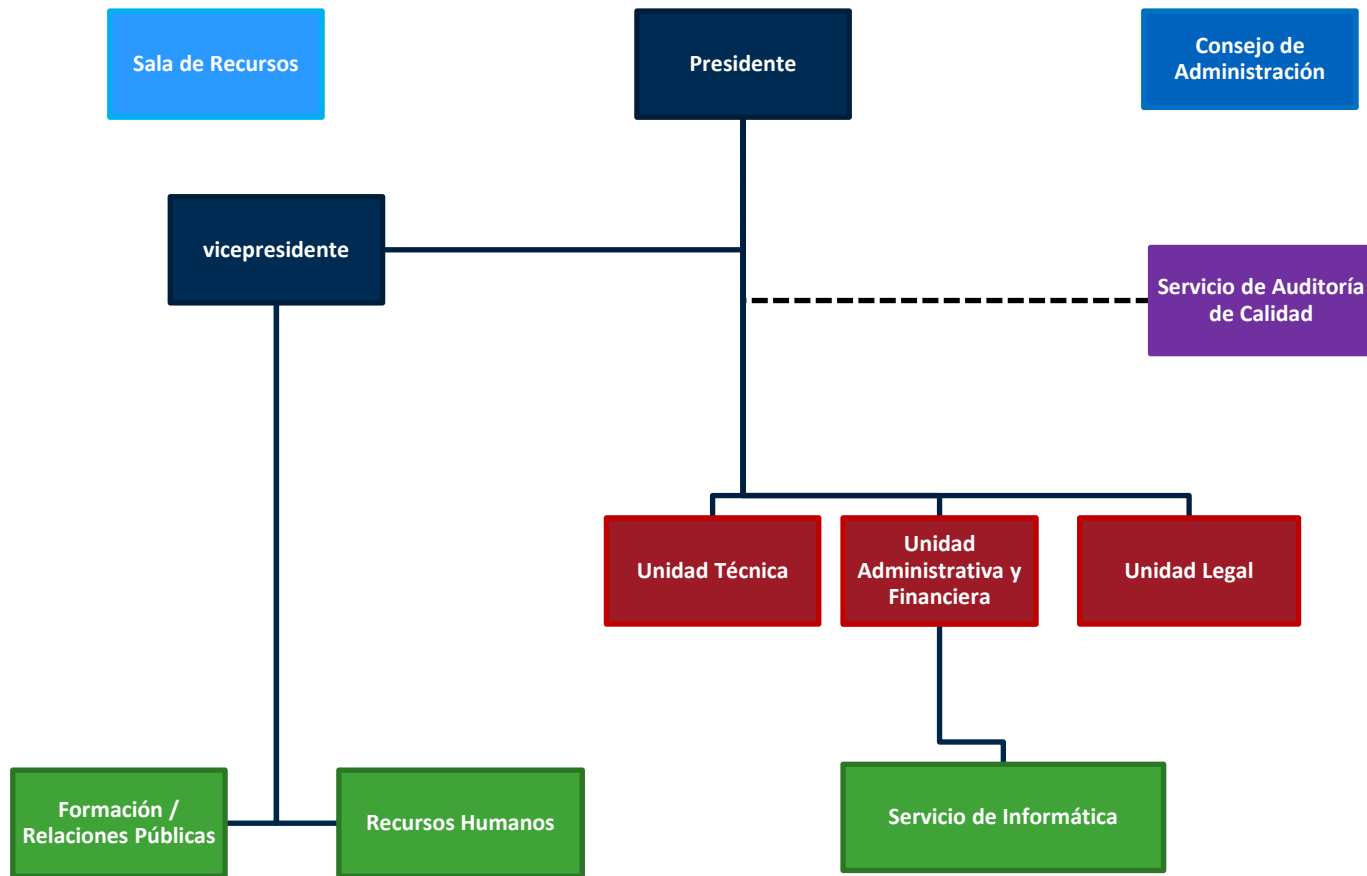 Sala de Recursos
Presidente
Consejo de
Administración
vicepresidente
Servicio de Auditoría
de Calidad
Unidad Técnica
Unidad
Administrativa y
Financiera
Unidad Legal
Formación /
Relaciones Públicas
Recursos Humanos
Servicio de Informática